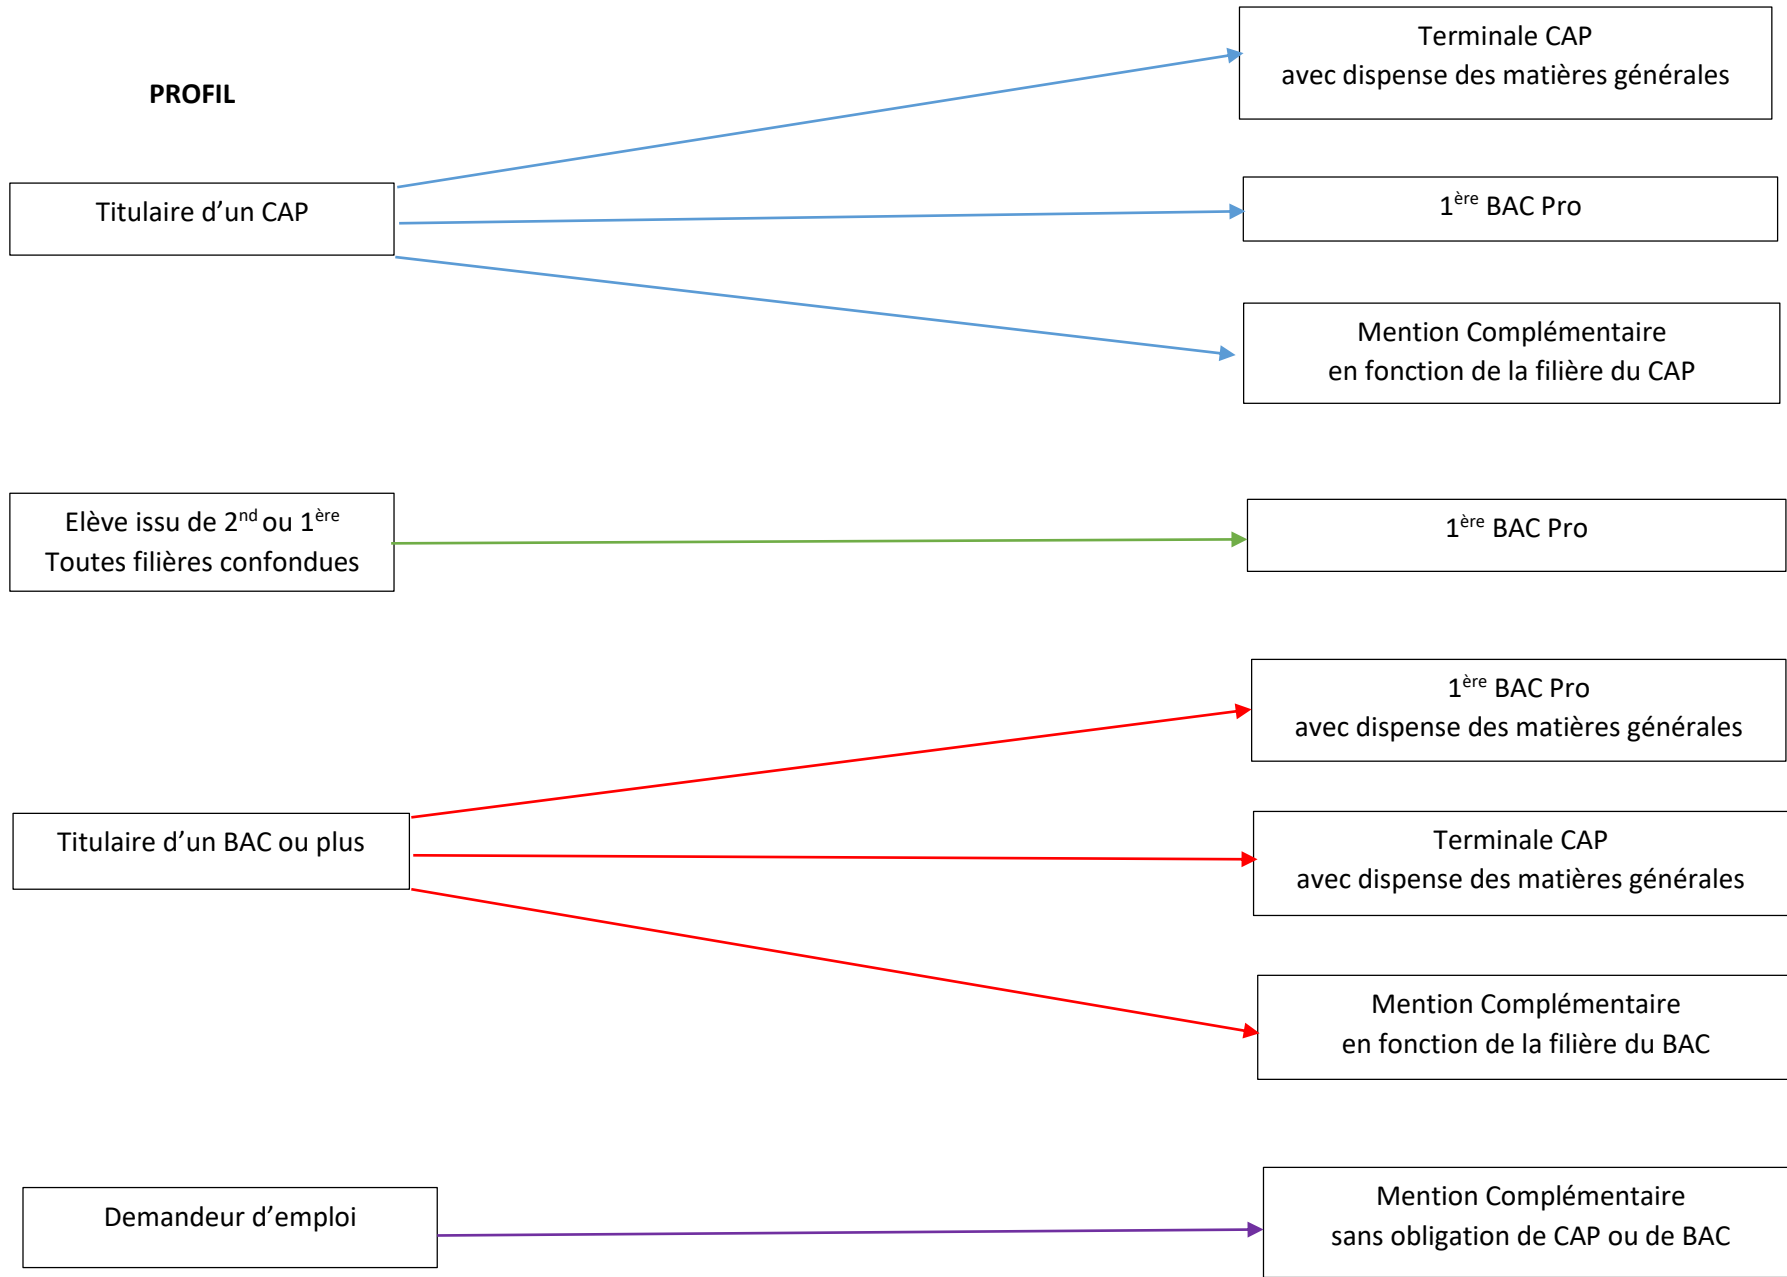 PROFIL
Terminale CAP
avec dispense des matières générales
Titulaire d’un CAP
1ère BAC Pro
Mention Complémentaire
en fonction de la filière du CAP
Elève issu de 2nd ou 1ère
Toutes filières confondues
1ère BAC Pro
1ère BAC Pro
avec dispense des matières générales
Titulaire d’un BAC ou plus
Terminale CAP
avec dispense des matières générales
Mention Complémentaire
en fonction de la filière du BAC
Demandeur d’emploi
Mention Complémentaire
sans obligation de CAP ou de BAC